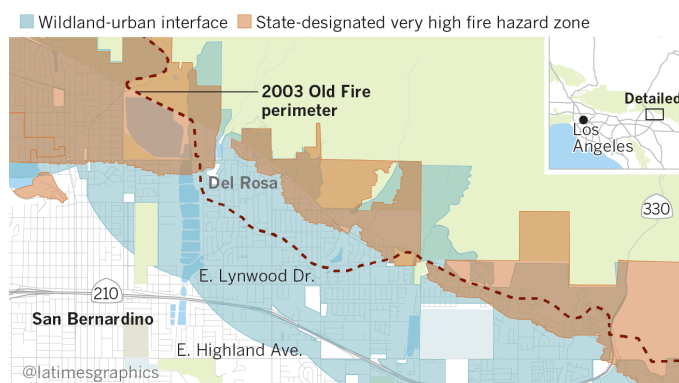 Wildland-urban interface State-designated very high fire hazard zone
2003 Old Fire
perimeter
Detailed
Los
Angeles
Del Rosa
330
E. Lynwood Dr.
210
San Bernardino
E. Highland Ave.
@latimesgraphics